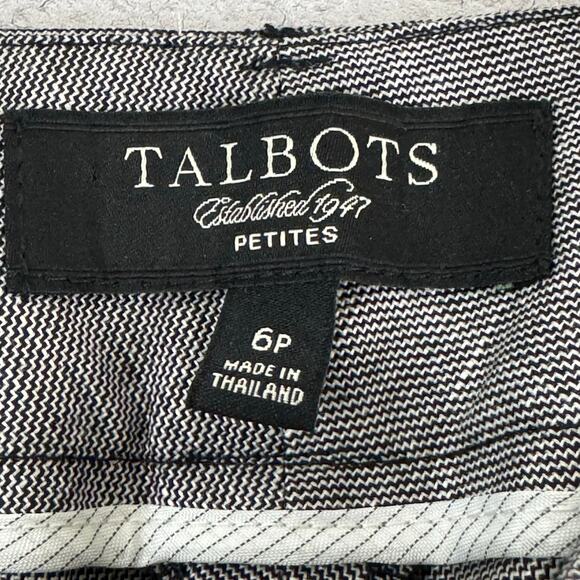 TALBOTS
Established 1947
PETITES
6P
MADE IN
THAILAND